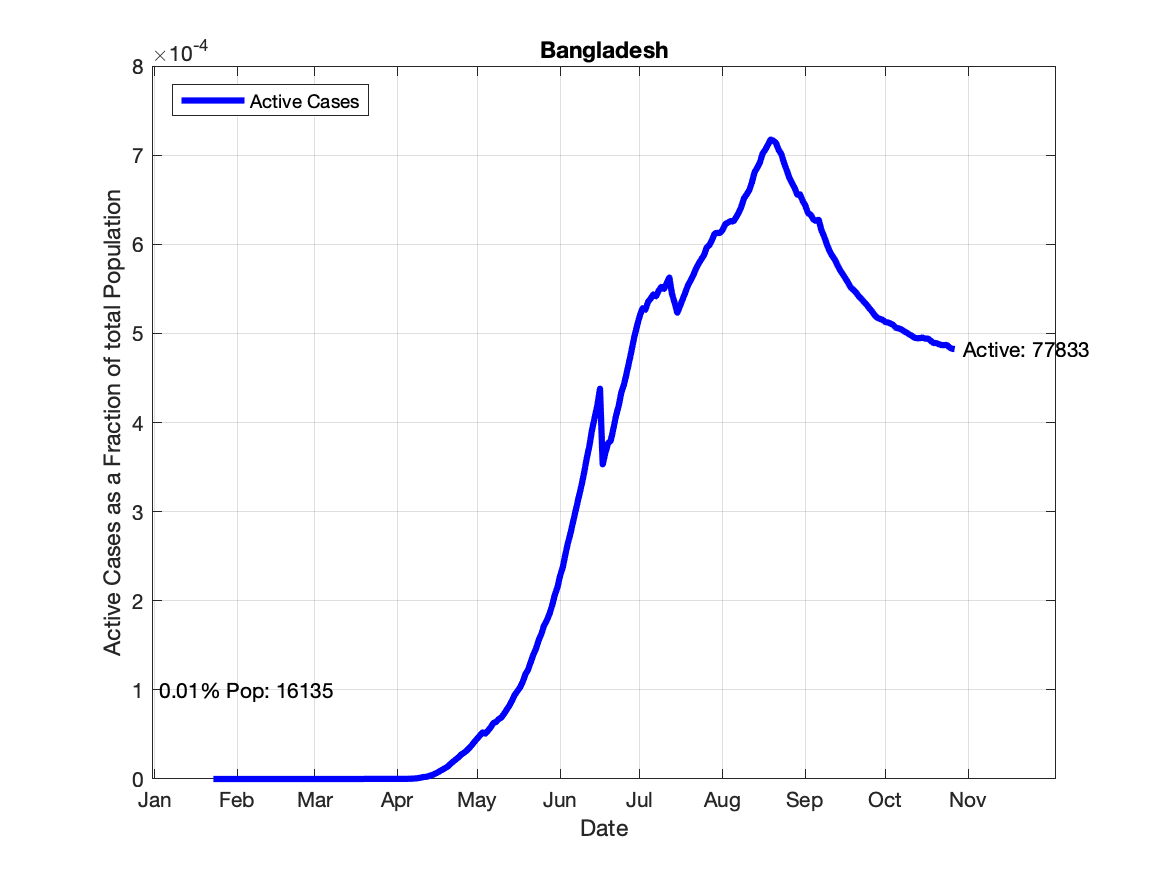 Bangladesh
×10-4
Active Cases
8
7
6
5
4
3
2
1
0
Active Cases as a Fraction of total Population
Active: 77833
0.01% Pop: 16135
Jan Feb Mar Apr May Jun Jul Aug Sep Oct Nov
Date